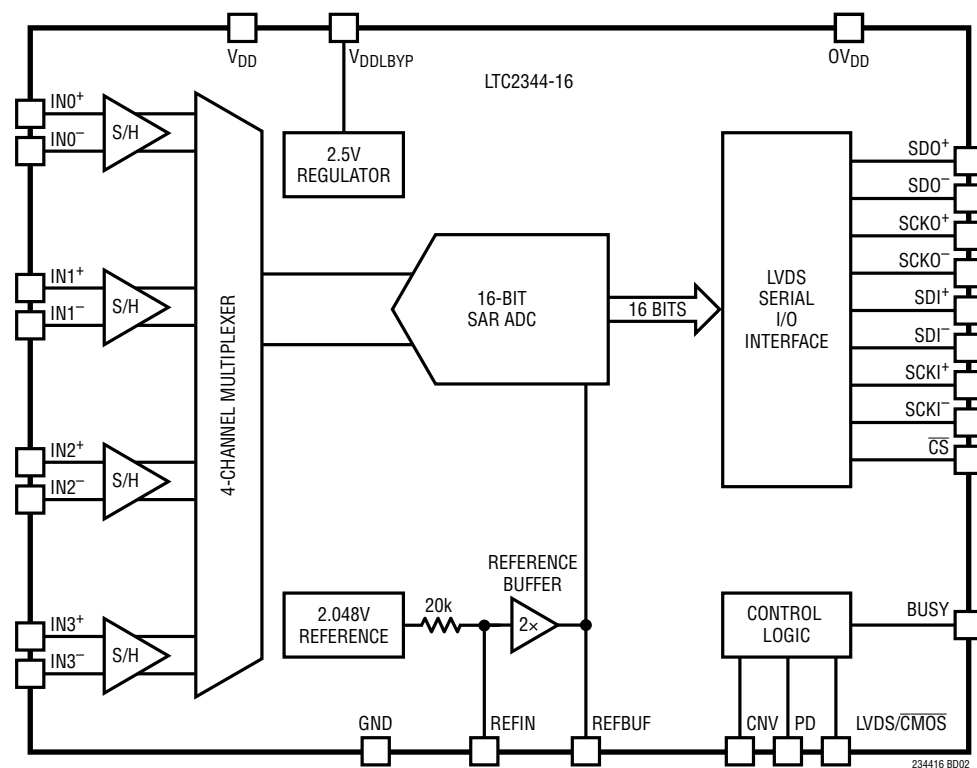 V_DD
V_DDLBYP
OV_DD
LTC2344-16
IN0⁺
IN0⁻
S/H
2.5V
REGULATOR
IN1⁺
IN1⁻
S/H
4-CHANNEL MULTIPLEXER
16-BIT
SAR ADC
16 BITS
LVDS
SERIAL
I/O
INTERFACE
SDO⁺
SDO⁻
SCKO⁺
SCKO⁻
SDI⁺
SDI⁻
SCKI⁺
SCKI⁻
C̅S̅
IN2⁺
IN2⁻
S/H
IN3⁺
IN3⁻
S/H
2.048V
REFERENCE
20k
REFERENCE
BUFFER
2×
CONTROL
LOGIC
BUSY
GND
REFIN
REFBUF
CNV
PD
LVDS/C̅M̅O̅S̅
234416 BD02